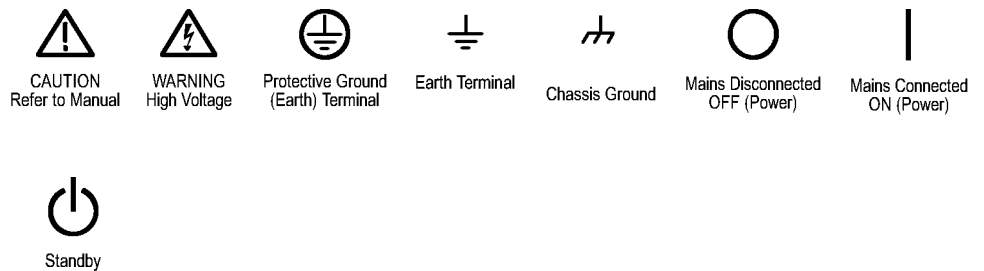 CAUTION
Refer to Manual
WARNING
High Voltage
Protective Ground
(Earth) Terminal
Earth Terminal
Chassis Ground
Mains Disconnected
OFF (Power)
Mains Connected
ON (Power)
Standby